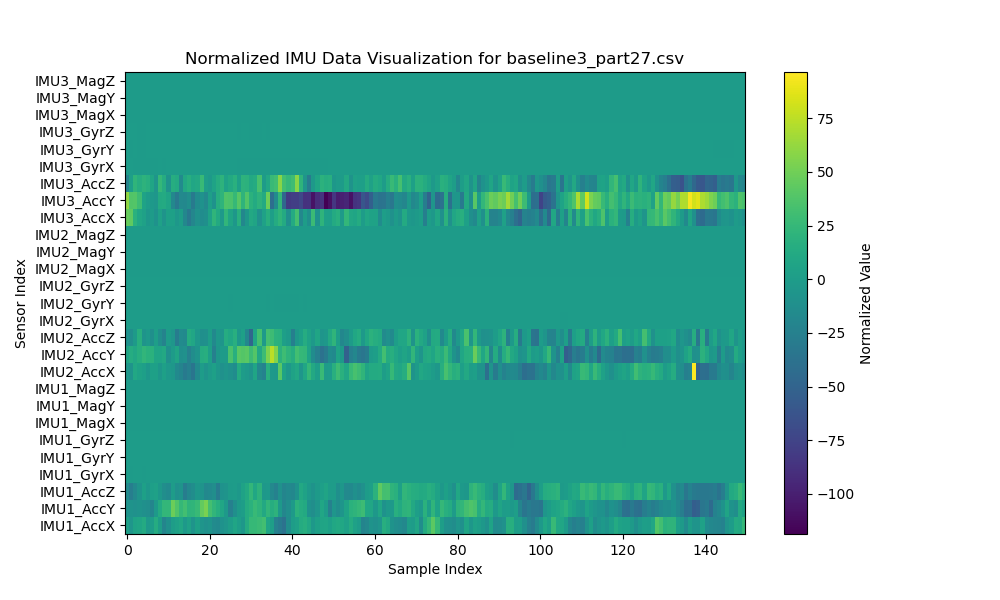 Normalized IMU Data Visualization for baseline3_part27.csv
IMU3_MagZ
IMU3_MagY
IMU3_MagX
IMU3_GyrZ
IMU3_GyrY
IMU3_GyrX
IMU3_AccZ
IMU3_AccY
IMU3_AccX
IMU2_MagZ
IMU2_MagY
IMU2_MagX
IMU2_GyrZ
IMU2_GyrY
IMU2_GyrX
IMU2_AccZ
IMU2_AccY
IMU2_AccX
IMU1_MagZ
IMU1_MagY
IMU1_MagX
IMU1_GyrZ
IMU1_GyrY
IMU1_GyrX
IMU1_AccZ
IMU1_AccY
IMU1_AccX
Sensor Index
0 20 40 60 80 100 120 140
Sample Index
75
50
25
0
−25
−50
−75
−100
Normalized Value